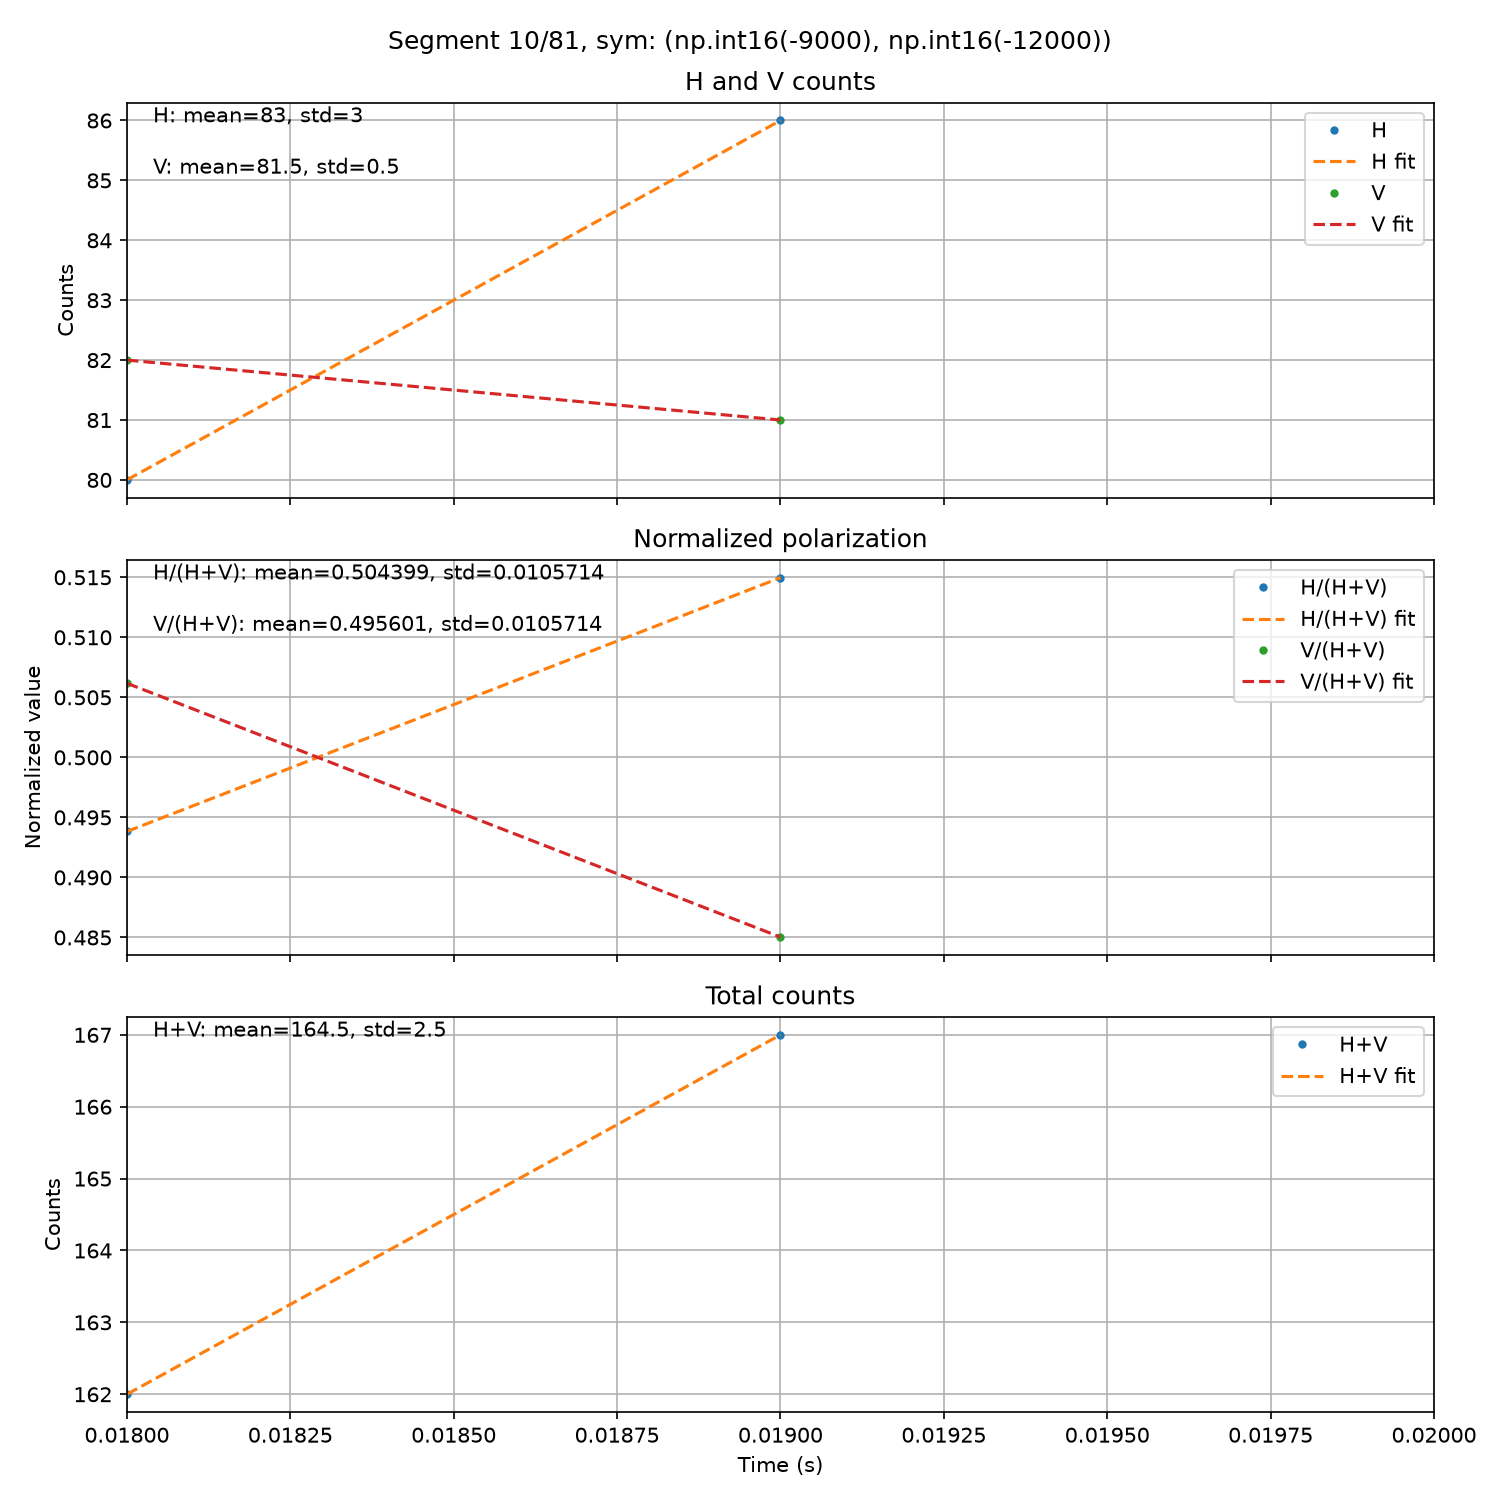 Segment 10/81, sym: (np.int16(-9000), np.int16(-12000))
H and V counts
H: mean=83, std=3
V: mean=81.5, std=0.5
H
H fit
V
V fit
86
85
84
83
82
81
80
Counts
Normalized polarization
H/(H+V): mean=0.504399, std=0.0105714
V/(H+V): mean=0.495601, std=0.0105714
H/(H+V)
H/(H+V) fit
V/(H+V)
V/(H+V) fit
0.515
0.510
0.505
0.500
0.495
0.490
0.485
Normalized value
Total counts
H+V: mean=164.5, std=2.5
H+V
H+V fit
167
166
165
164
163
162
Counts
0.01800 0.01825 0.01850 0.01875 0.01900 0.01925 0.01950 0.01975 0.02000
Time (s)